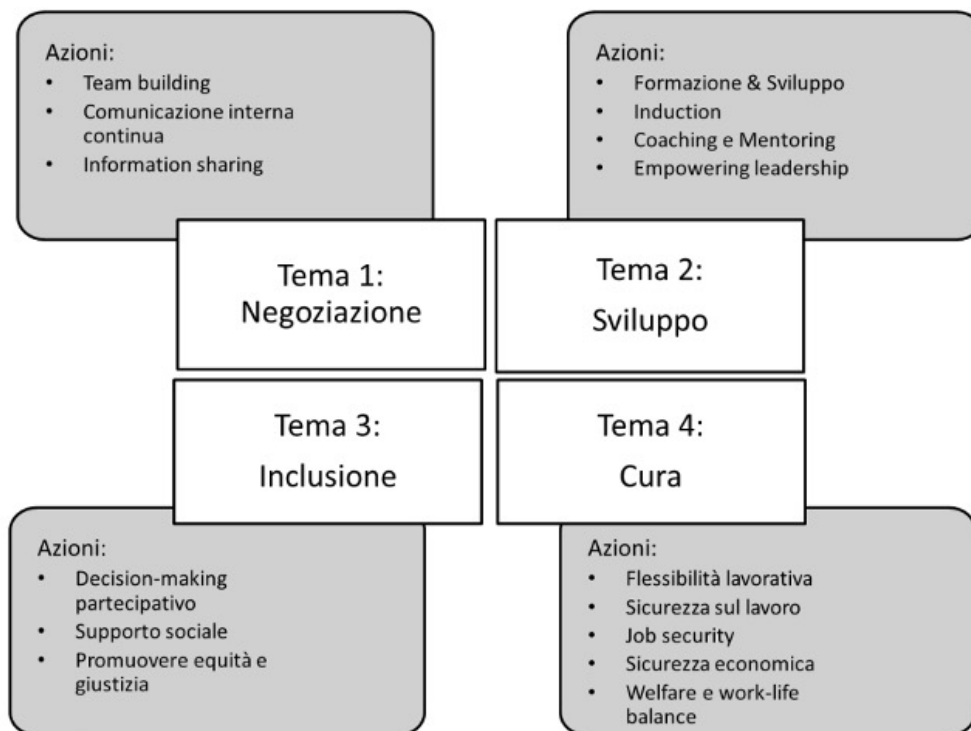 Azioni:
• Team building
• Comunicazione interna
continua
• Information sharing
Azioni:
• Formazione & Sviluppo
• Induction
• Coaching e Mentoring
• Empowering leadership
Tema 1:
Negoziazione
Tema 2:
Sviluppo
Tema 3:
Inclusione
Tema 4:
Cura
Azioni:
• Decision-making
partecipativo
• Supporto sociale
• Promuovere equità e
giustizia
Azioni:
• Flessibilità lavorativa
• Sicurezza sul lavoro
• Job security
• Sicurezza economica
• Welfare e work-life
balance